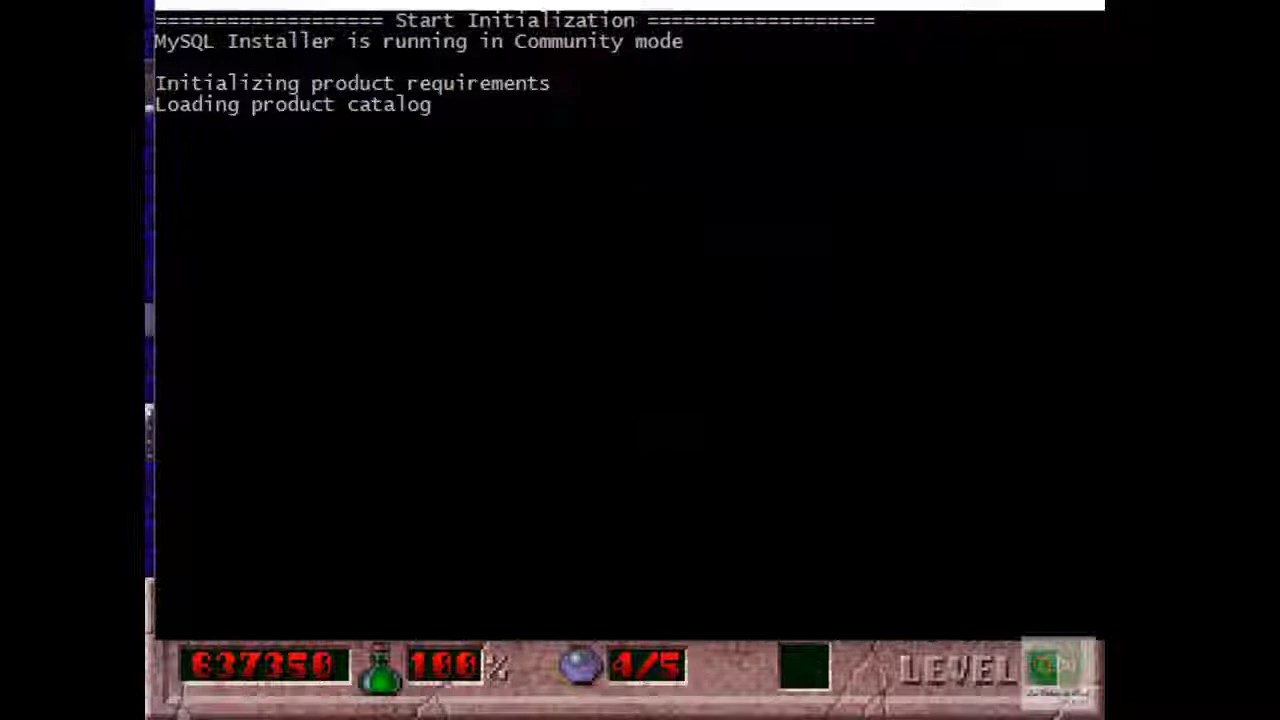 =================== Start Initialization ===================
MySQL Installer is running in Community mode
Initializing product requirements
Loading product catalog
837350 100% 4/5 LEVEL